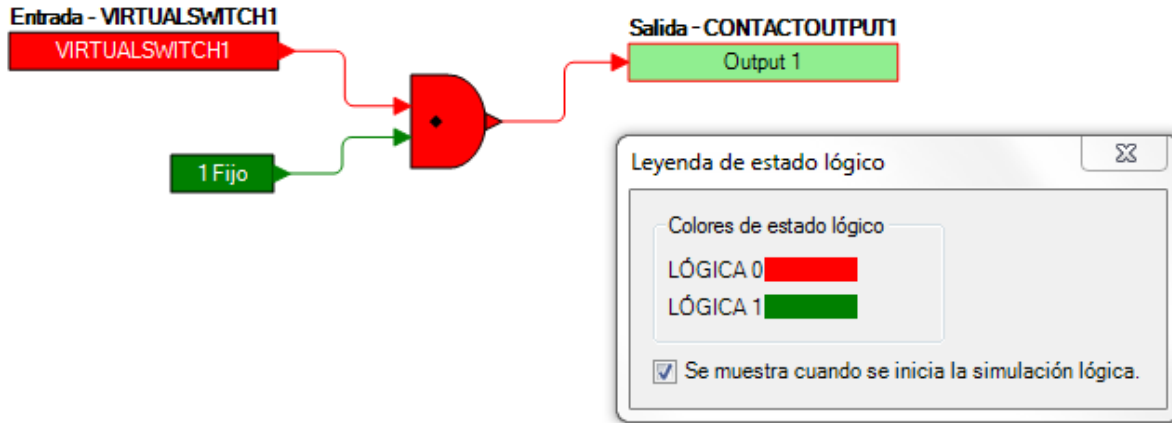 Entrada - VIRTUALSWITCH1
VIRTUALSWITCH1
1 Fijo
Salida - CONTACTOUTPUT1
Output 1
Leyenda de estado lógico
Colores de estado lógico
LÓGICA 0
LÓGICA 1
Se muestra cuando se inicia la simulación lógica.